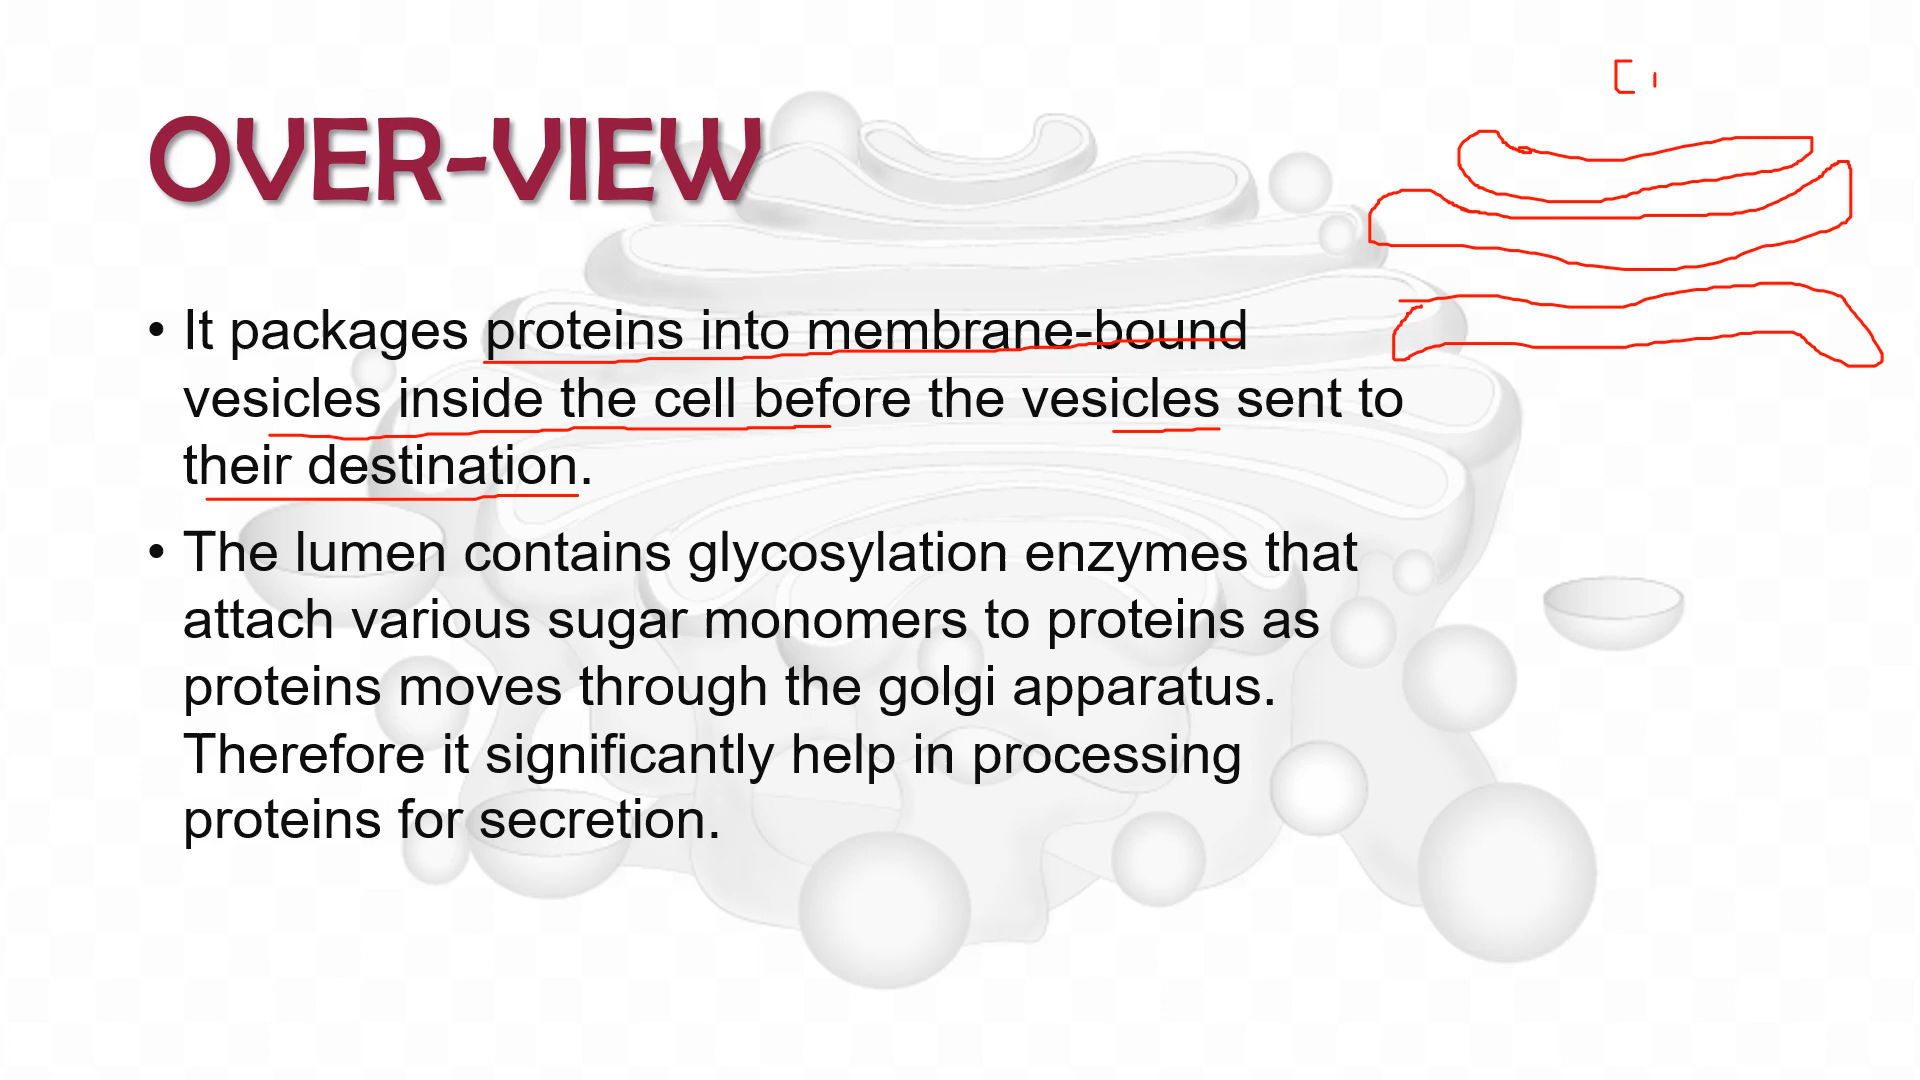 OVER-VIEW
• It packages proteins into membrane-bound
vesicles inside the cell before the vesicles sent to
their destination.
• The lumen contains glycosylation enzymes that
attach various sugar monomers to proteins as
proteins moves through the golgi apparatus.
Therefore it significantly help in processing
proteins for secretion.